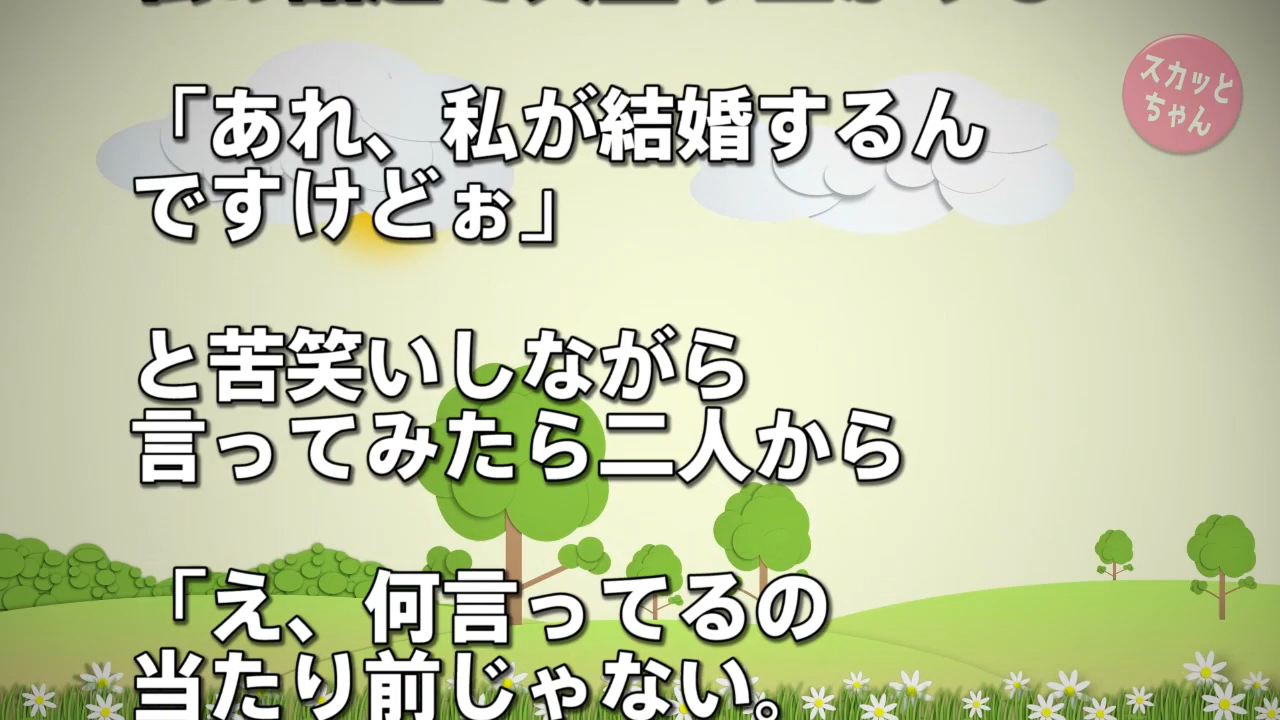 スカッと
ちゃん
「あれ、私が結婚するん
ですけどぉ」
と苦笑いしながら
言ってみたら二人から
「え、何言ってるの
当たり前じゃない。